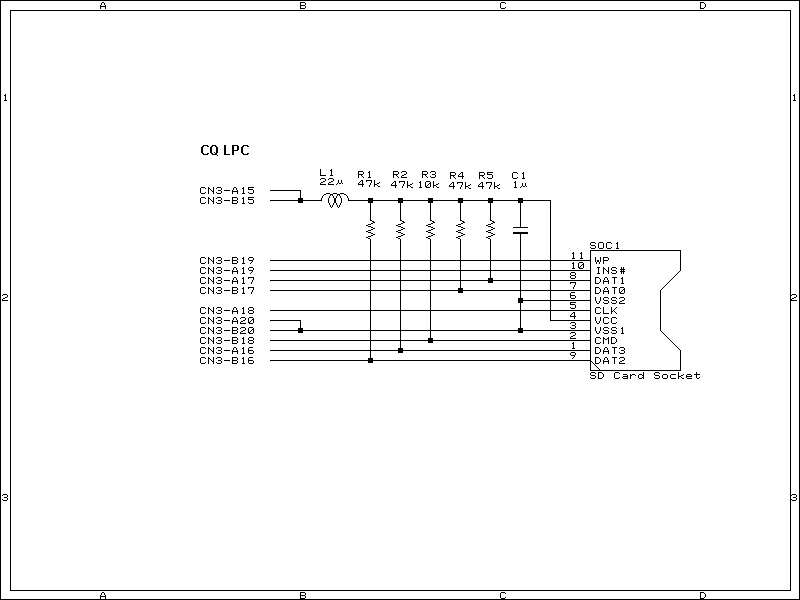 A B C D
1 1
CQ LPC
L1 R1 R2 R3 R4 R5 C1
22μ 47k 47k 10k 47k 47k 1μ
CN3-A15
CN3-B15
SOC1
CN3-B19 11 WP
CN3-A19 10 INS#
CN3-A17 8 DAT1
CN3-B17 7 DAT0
2 6 VSS2 2
CN3-A18 5 CLK
CN3-A20 4 VCC
CN3-B20 3 VSS1
CN3-B18 2 CMD
CN3-A16 1 DAT3
CN3-B16 9 DAT2
SD Card Socket
3 3
A B C D